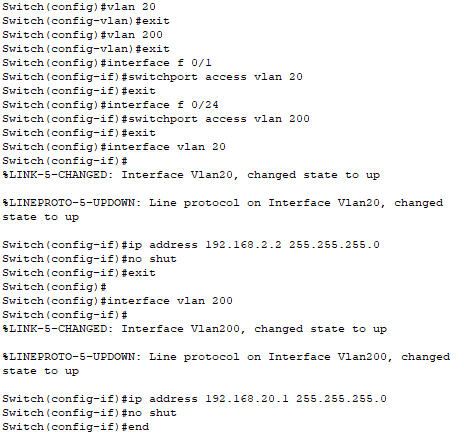 Switch(config)#vlan 20
Switch(config-vlan)#exit
Switch(config)#vlan 200
Switch(config-vlan)#exit
Switch(config)#interface f 0/1
Switch(config-if)#switchport access vlan 20
Switch(config-if)#exit
Switch(config)#interface f 0/24
Switch(config-if)#switchport access vlan 200
Switch(config-if)#exit
Switch(config)#interface vlan 20
Switch(config-if)#
%LINK-5-CHANGED: Interface Vlan20, changed state to up
%LINEPROTO-5-UPDOWN: Line protocol on Interface Vlan20, changed
state to up
Switch(config-if)#ip address 192.168.2.2 255.255.255.0
Switch(config-if)#no shut
Switch(config-if)#exit
Switch(config)#
Switch(config)#interface vlan 200
Switch(config-if)#
%LINK-5-CHANGED: Interface Vlan200, changed state to up
%LINEPROTO-5-UPDOWN: Line protocol on Interface Vlan200, changed
state to up
Switch(config-if)#ip address 192.168.20.1 255.255.255.0
Switch(config-if)#no shut
Switch(config-if)#end